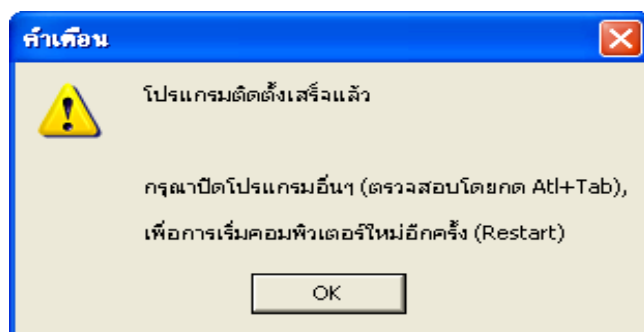 คำเตือน
โปรแกรมติดตั้งเสร็จแล้ว
กรุณาปิดโปรแกรมอื่นๆ (ตรวจสอบโดยกด Atl+Tab),
เพื่อการเริ่มคอมพิวเตอร์ใหม่อีกครั้ง (Restart)
OK